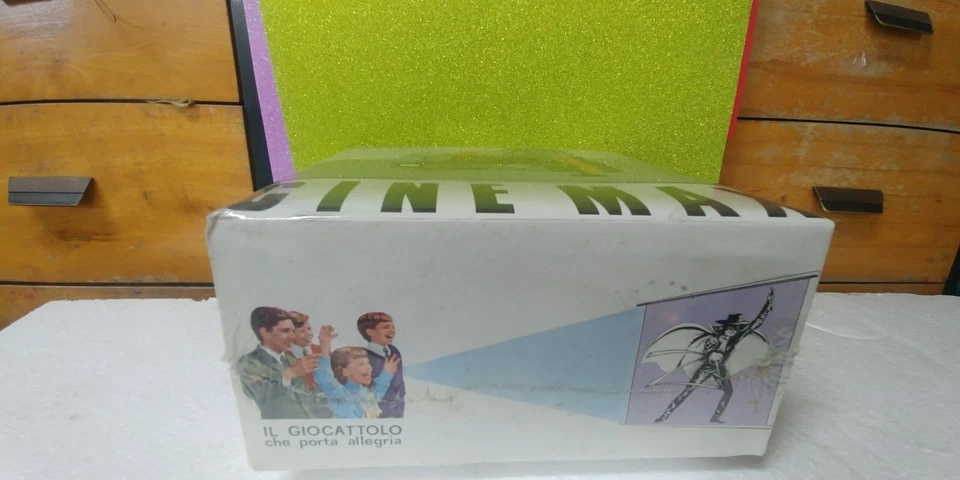 CINEMA
IL GIOCATTOLO
che porta allegria